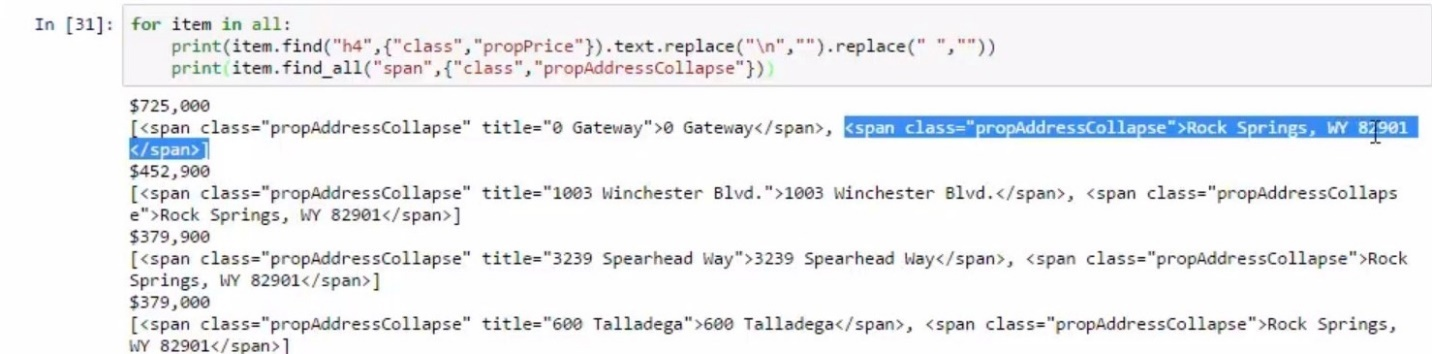 In [31]: for item in all:
    print(item.find("h4",{"class","propPrice"}).text.replace("\n","").replace(" ",""))
    print(item.find_all("span",{"class","propAddressCollapse"}))
$725,000
[<span class="propAddressCollapse" title="0 Gateway">0 Gateway</span>, <span class="propAddressCollapse">Rock Springs, WY 82901
</span>]
$452,900
[<span class="propAddressCollapse" title="1003 Winchester Blvd.">1003 Winchester Blvd.</span>, <span class="propAddressCollaps
e">Rock Springs, WY 82901</span>]
$379,900
[<span class="propAddressCollapse" title="3239 Spearhead Way">3239 Spearhead Way</span>, <span class="propAddressCollapse">Rock
Springs, WY 82901</span>]
$379,000
[<span class="propAddressCollapse" title="600 Talladega">600 Talladega</span>, <span class="propAddressCollapse">Rock Springs,
WY 82901</span>]